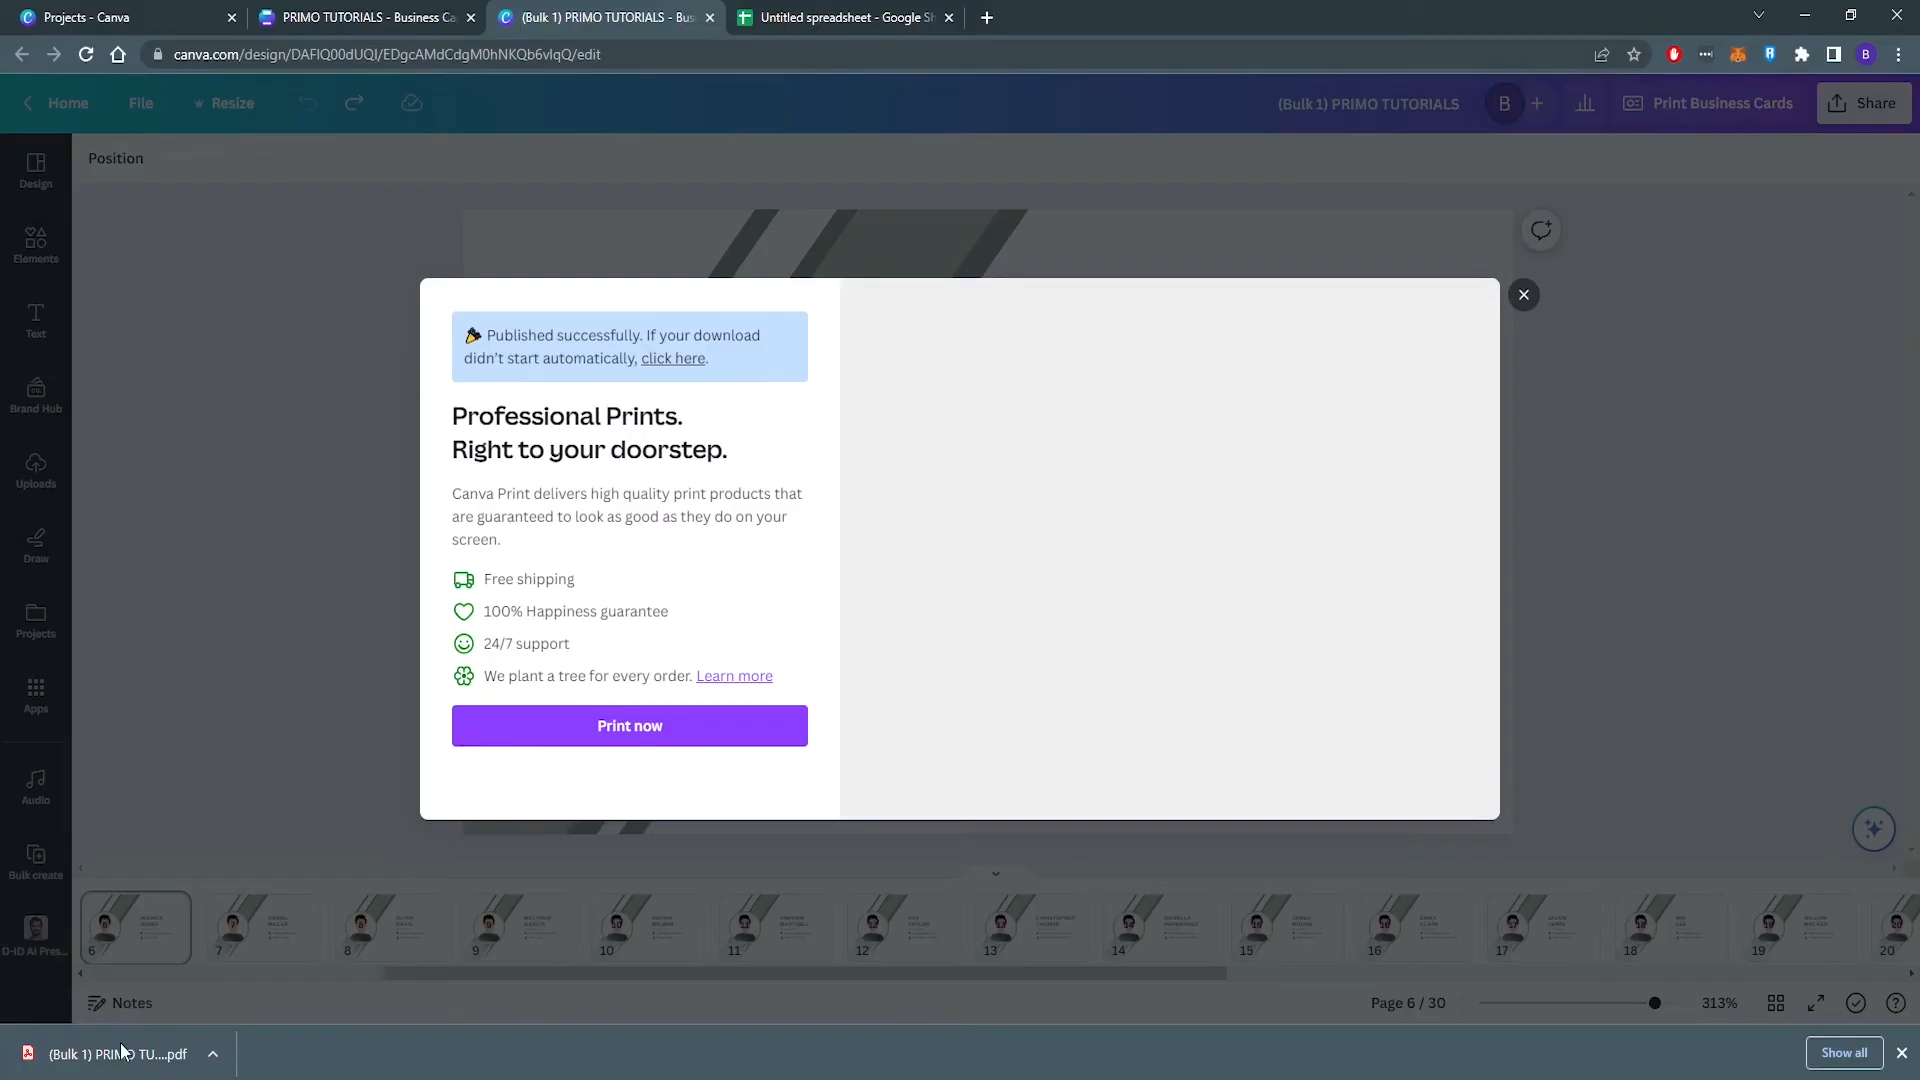 Projects - Canva
PRIMO TUTORIALS - Business Ca
(Bulk 1) PRIMO TUTORIALS - Bus
Untitled spreadsheet - Google Sh
canva.com/design/DAFIQ00dUQI/EDgcAMdCdgM0hNKQb6vlqQ/edit
B
Home
File
Resize
(Bulk 1) PRIMO TUTORIALS
B
Print Business Cards
Share
Position
Design
Elements
Text
Brand Hub
Uploads
Draw
Projects
Apps
Audio
Bulk create
D-ID AI Pres...
Published successfully. If your download
didn't start automatically, click here.
Professional Prints.
Right to your doorstep.
Canva Print delivers high quality print products that
are guaranteed to look as good as they do on your
screen.
Free shipping
100% Happiness guarantee
24/7 support
We plant a tree for every order. Learn more
Print now
6
7
8
9
10
11
12
13
14
15
16
17
18
19
20
Notes
Page 6 / 30
313%
(Bulk 1) PRIMO TU....pdf
Show all